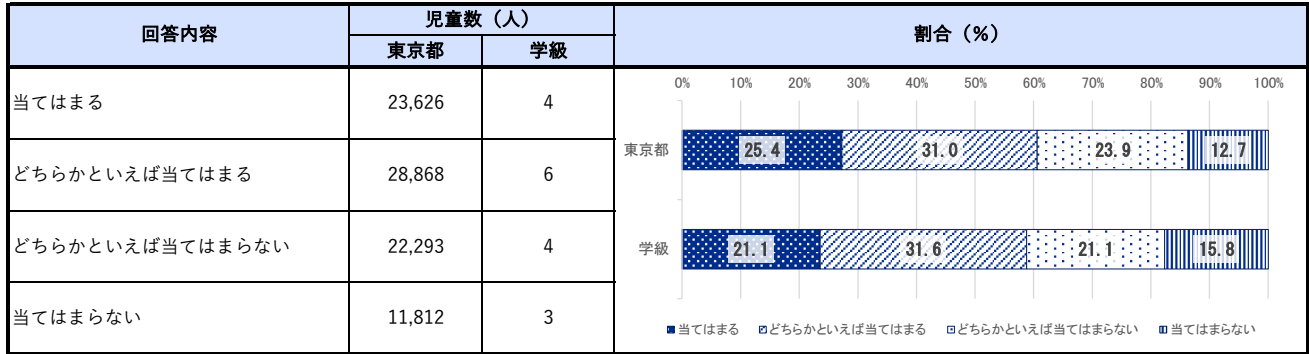 回答内容
児童数（人）
割合（%）
東京都
学級
当てはまる
23,626
4
どちらかといえば当てはまる
28,868
6
どちらかといえば当てはまらない
22,293
4
当てはまらない
11,812
3
0% 10% 20% 30% 40% 50% 60% 70% 80% 90% 100%
東京都
25.4
31.0
23.9
12.7
学級
21.1
31.6
21.1
15.8
当てはまる どちらかといえば当てはまる どちらかといえば当てはまらない 当てはまらない